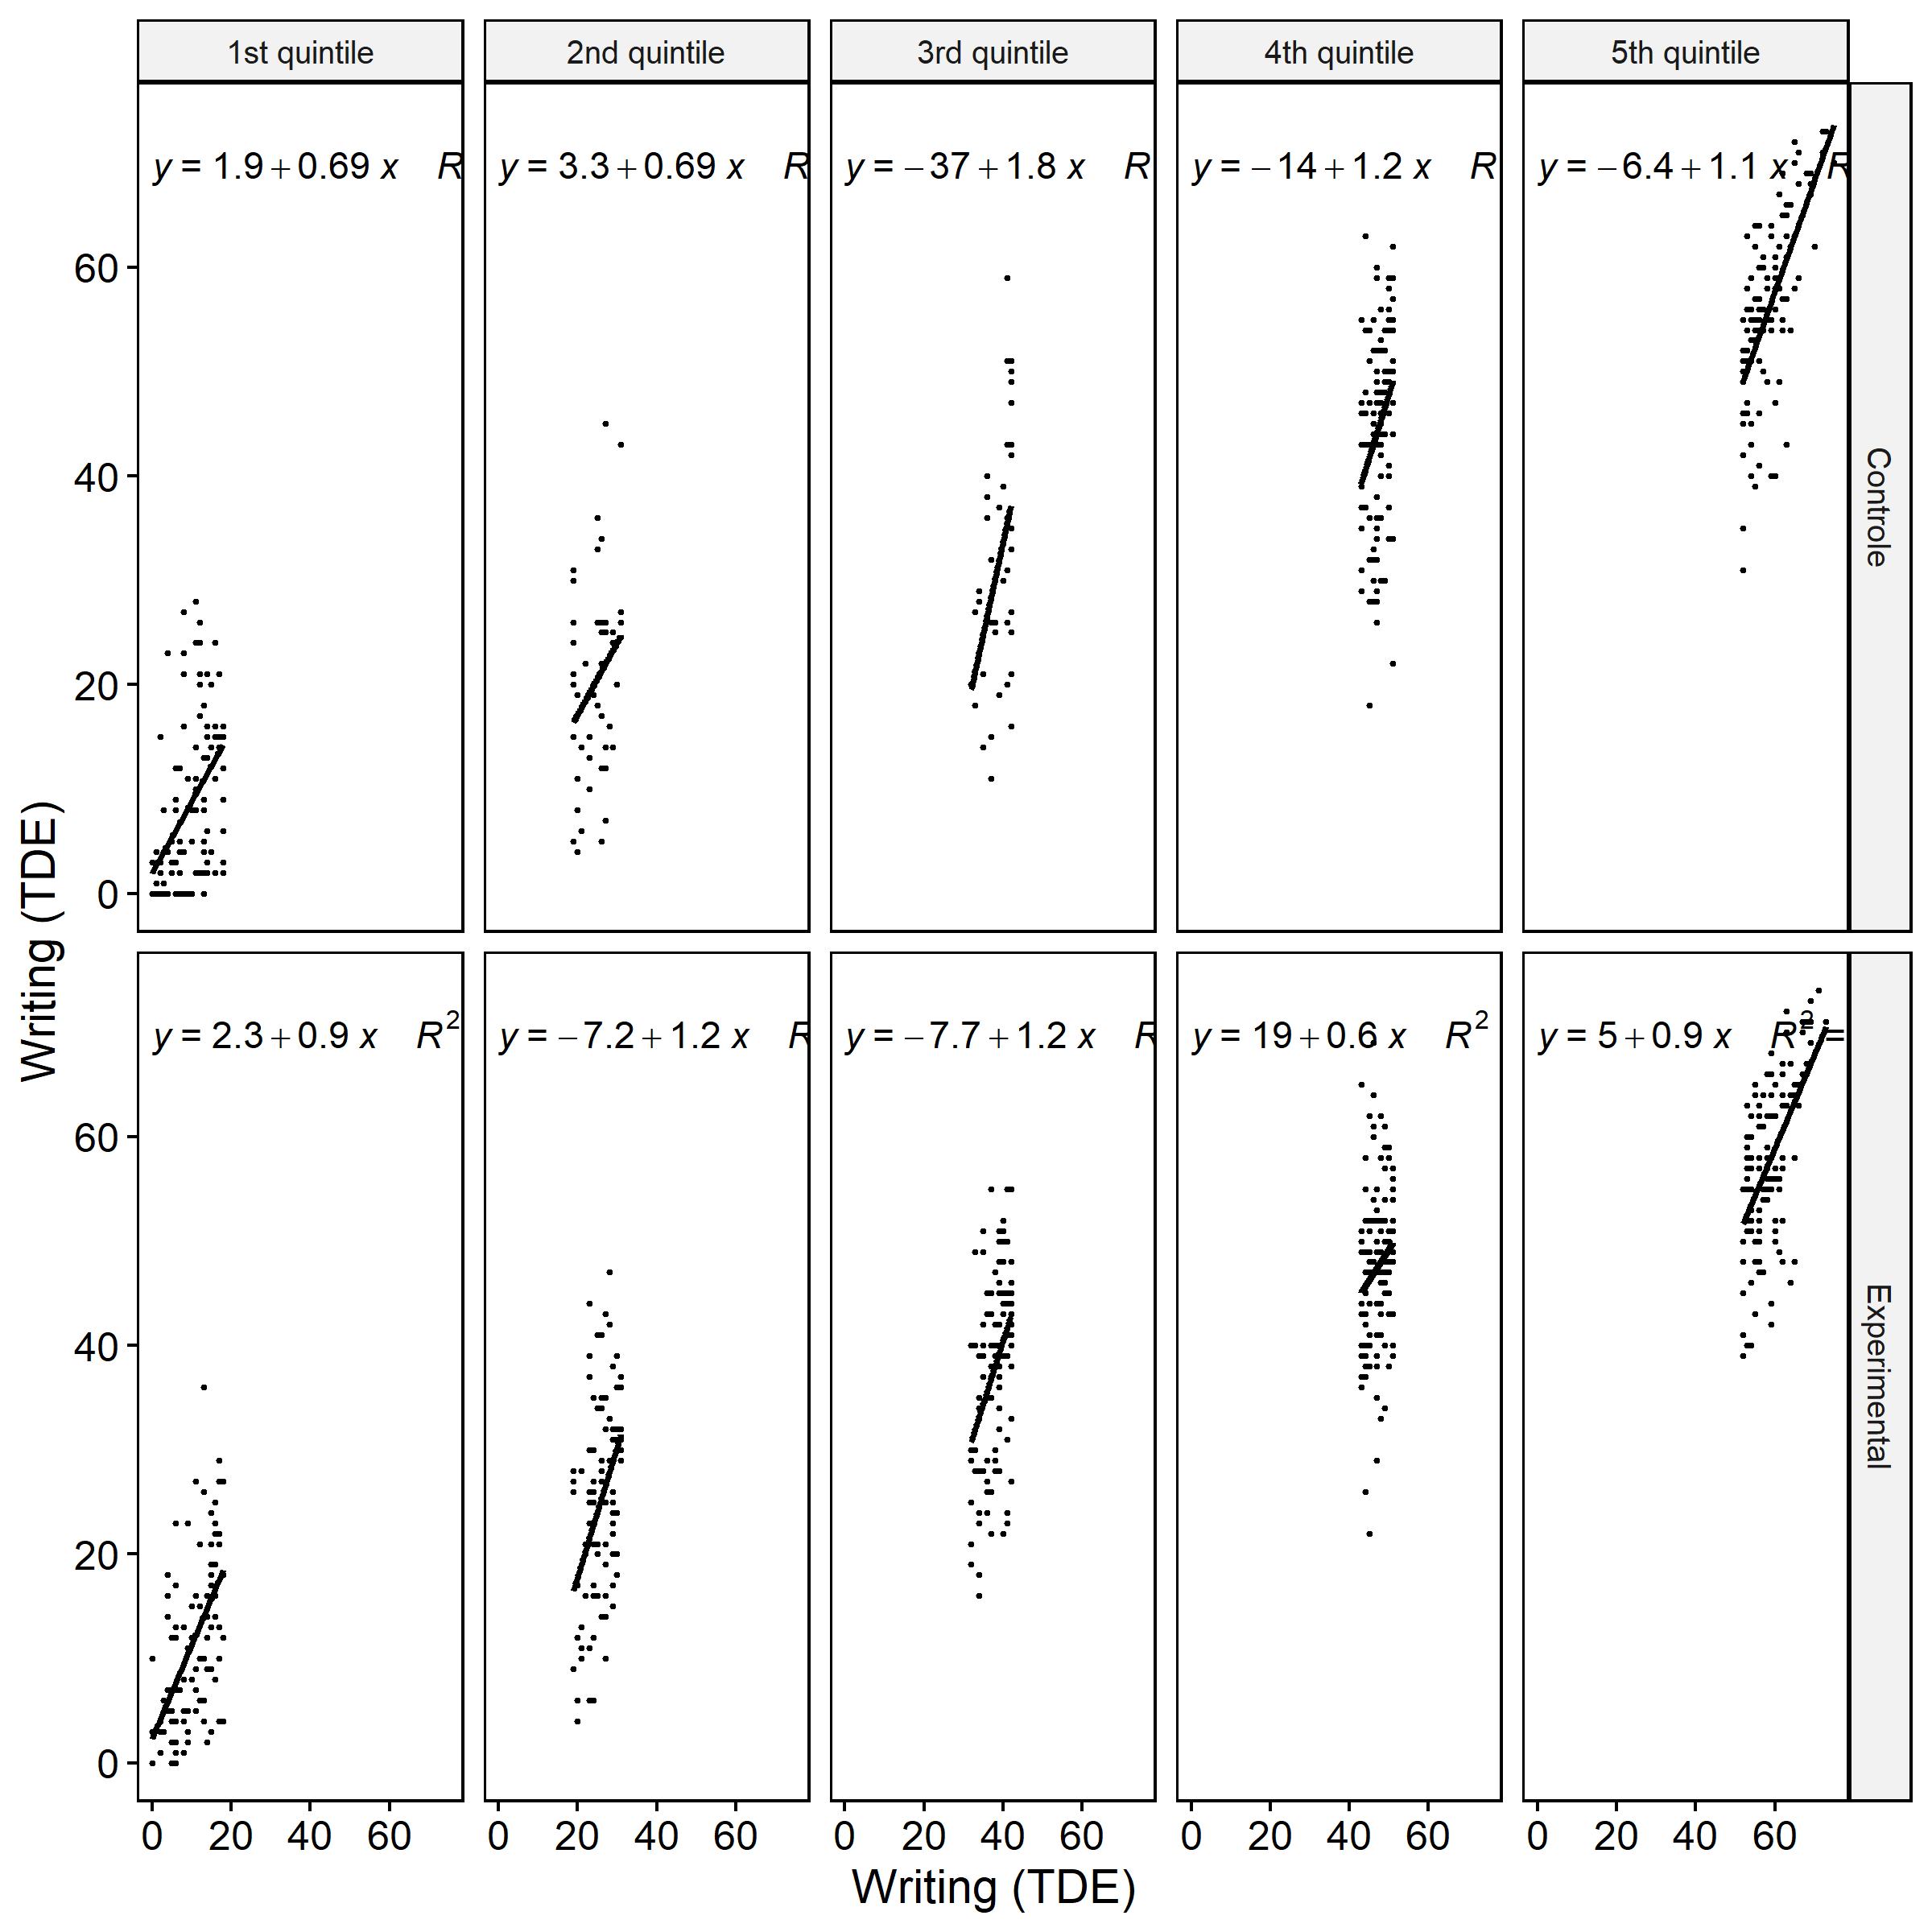 1st quintile 2nd quintile 3rd quintile 4th quintile 5th quintile
y = 1.9+0.69 x R y = 3.3+0.69 x R y = −37+1.8 x R y = −14+1.2 x R y = −6.4+1.1 x R
60
40
20
0
Controle
Writing (TDE)
y = 2.3+0.9 x R² y = −7.2+1.2 x R y = −7.7+1.2 x R y = 19+0.6 x R² y = 5+0.9 x R² =
60
40
20
0
Experimental
0 20 40 60 0 20 40 60 0 20 40 60 0 20 40 60 0 20 40 60
Writing (TDE)